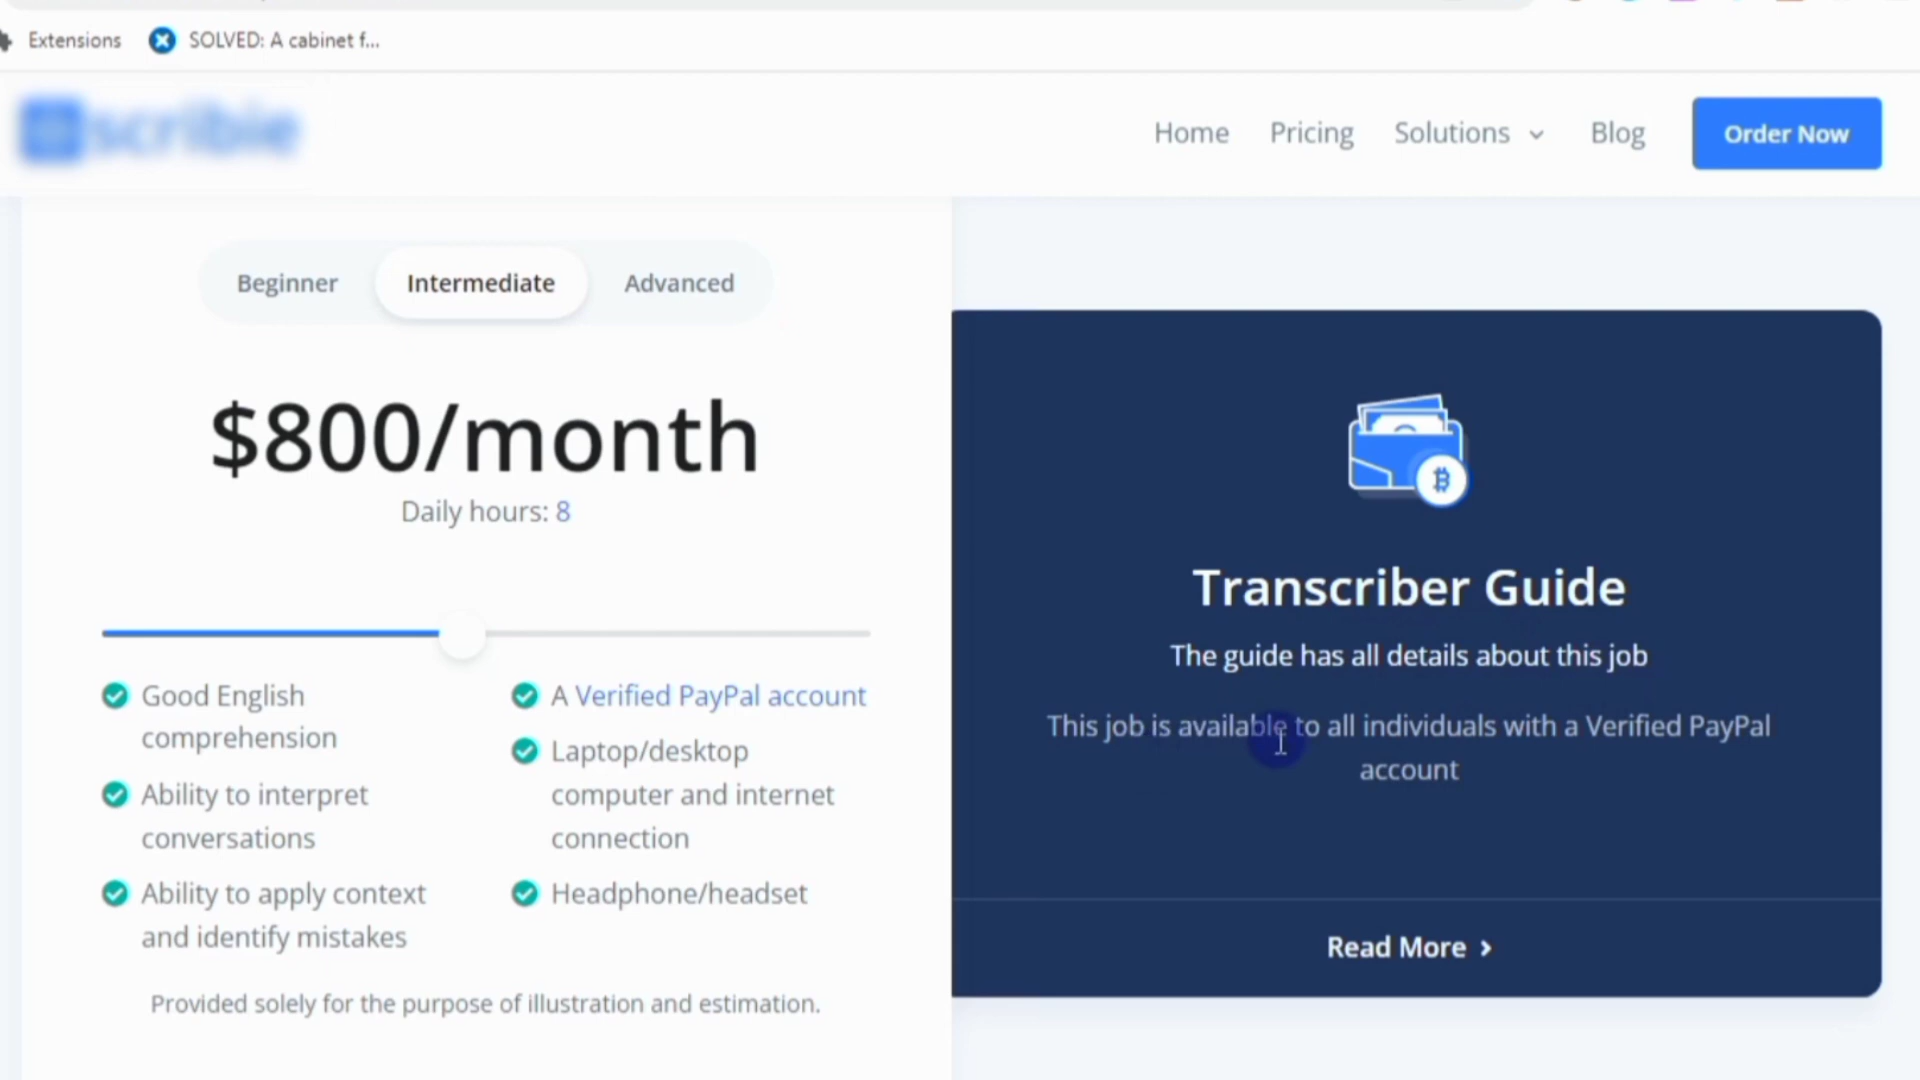 Extensions
SOLVED: A cabinet f...
scribie
Home
Pricing
Solutions
Blog
Order Now
Beginner
Intermediate
Advanced
$800/month
Daily hours: 8
Good English
comprehension
Ability to interpret
conversations
Ability to apply context
and identify mistakes
A Verified PayPal account
Laptop/desktop
computer and internet
connection
Headphone/headset
Provided solely for the purpose of illustration and estimation.
Transcriber Guide
The guide has all details about this job
This job is available to all individuals with a Verified PayPal
account
Read More